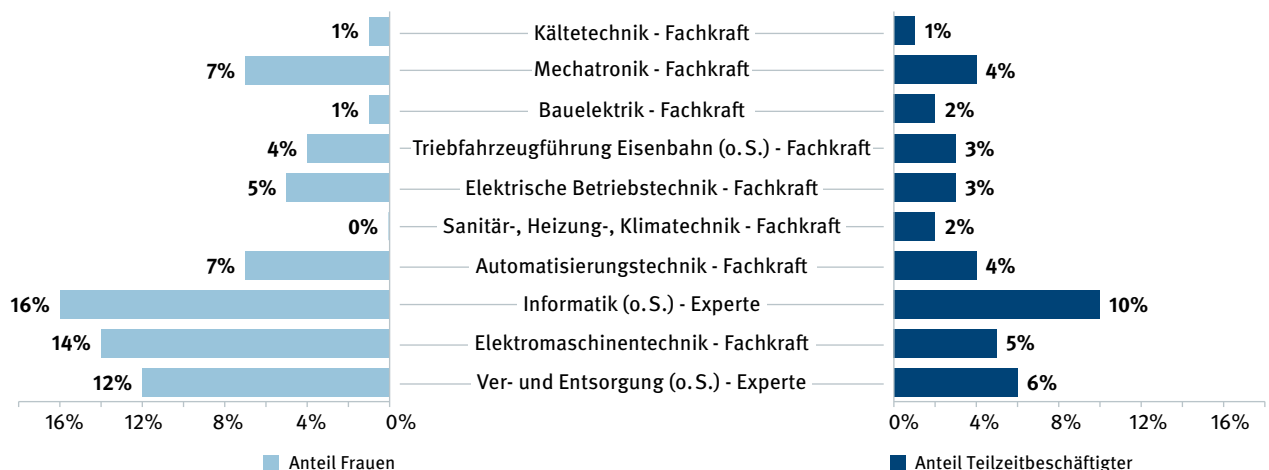 1% Kältetechnik - Fachkraft 1%
7% Mechatronik - Fachkraft 4%
1% Bauelektrik - Fachkraft 2%
4% Triebfahrzeugführung Eisenbahn (o. S.) - Fachkraft 3%
5% Elektrische Betriebstechnik - Fachkraft 3%
0% Sanitär-, Heizung-, Klimatechnik - Fachkraft 2%
7% Automatisierungstechnik - Fachkraft 4%
16% Informatik (o. S.) - Experte 10%
14% Elektromaschinentechnik - Fachkraft 5%
12% Ver- und Entsorgung (o. S.) - Experte 6%
16% 12% 8% 4% 0% 0% 4% 8% 12% 16%
Anteil Frauen Anteil Teilzeitbeschäftigter